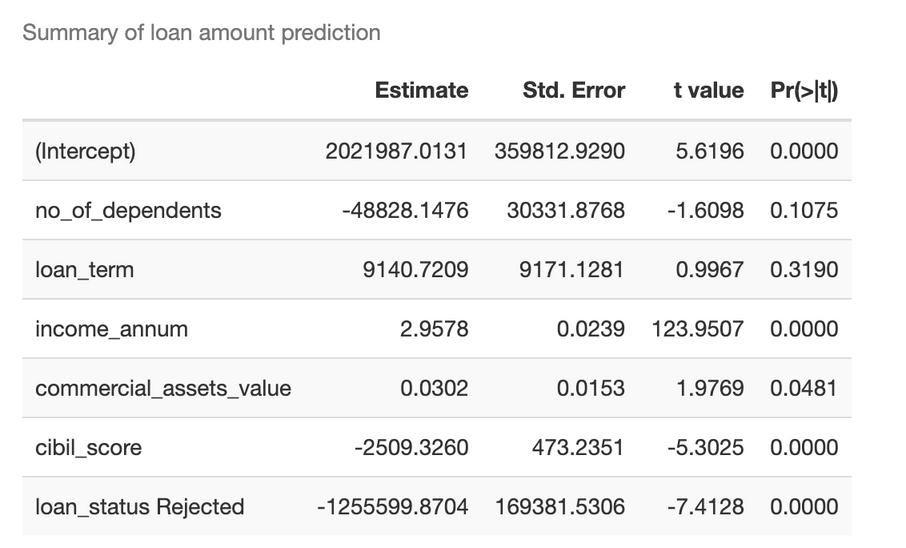 Summary of loan amount prediction
Estimate Std. Error t value Pr(>|t|)
(Intercept) 2021987.0131 359812.9290 5.6196 0.0000
no_of_dependents -48828.1476 30331.8768 -1.6098 0.1075
loan_term 9140.7209 9171.1281 0.9967 0.3190
income_annum 2.9578 0.0239 123.9507 0.0000
commercial_assets_value 0.0302 0.0153 1.9769 0.0481
cibil_score -2509.3260 473.2351 -5.3025 0.0000
loan_status Rejected -1255599.8704 169381.5306 -7.4128 0.0000